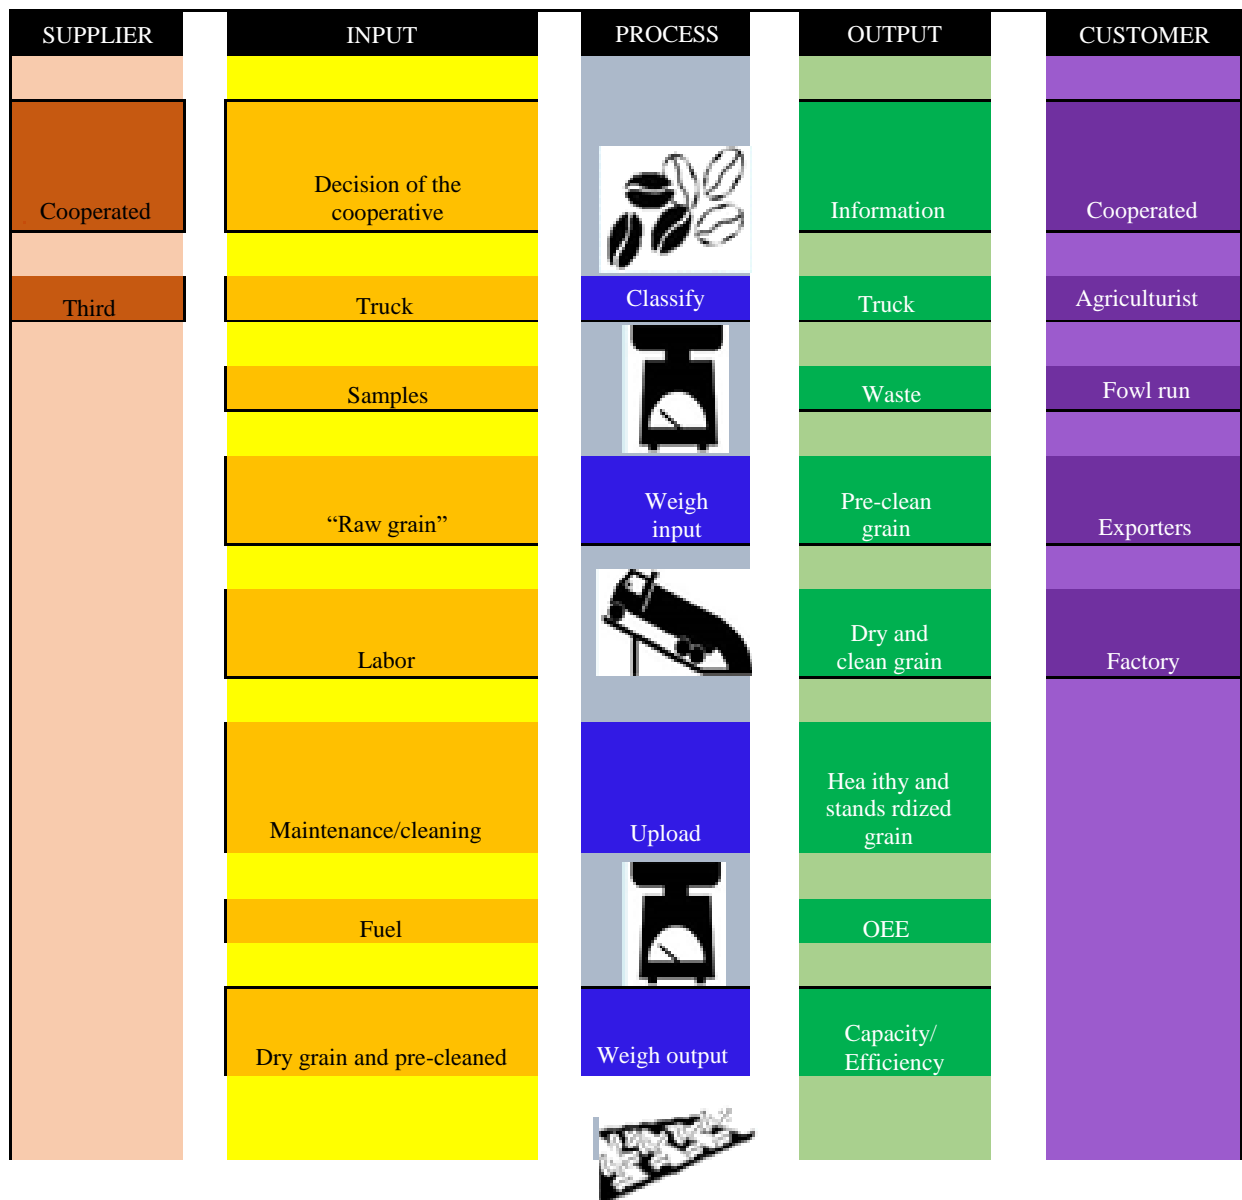 SUPPLIER INPUT PROCESS OUTPUT CUSTOMER
Cooperated
Decision of the
cooperative
Information
Cooperated
Third
Truck
Classify
Truck
Agriculturist
Samples
Waste
Fowl run
“Raw grain”
Weigh
input
Pre-clean
grain
Exporters
Labor
Dry and
clean grain
Factory
Maintenance/cleaning
Upload
Hea ithy and
stands rdized
grain
Fuel
OEE
Dry grain and pre-cleaned
Weigh output
Capacity/
Efficiency